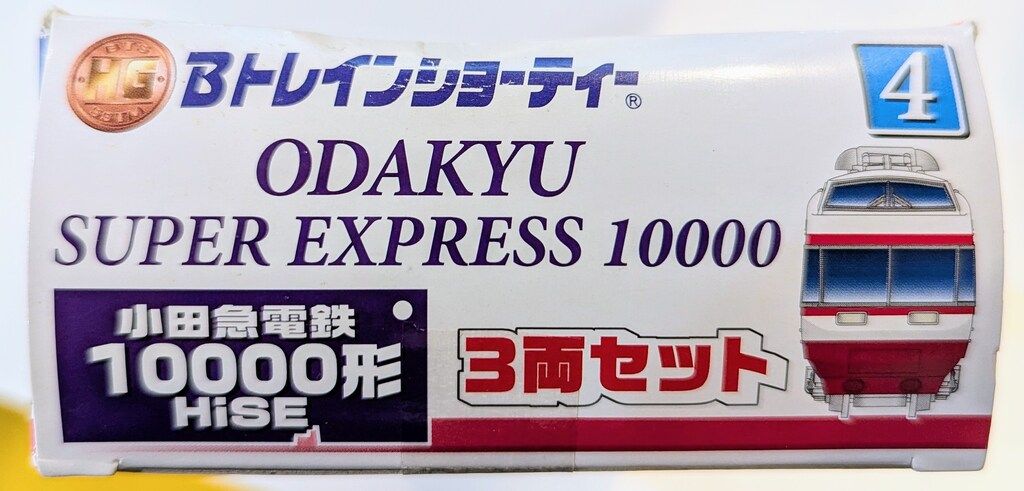 HG
Bトレインショーティー®
4
ODAKYU
SUPER EXPRESS 10000
小田急電鉄
10000形
HiSE
3両セット